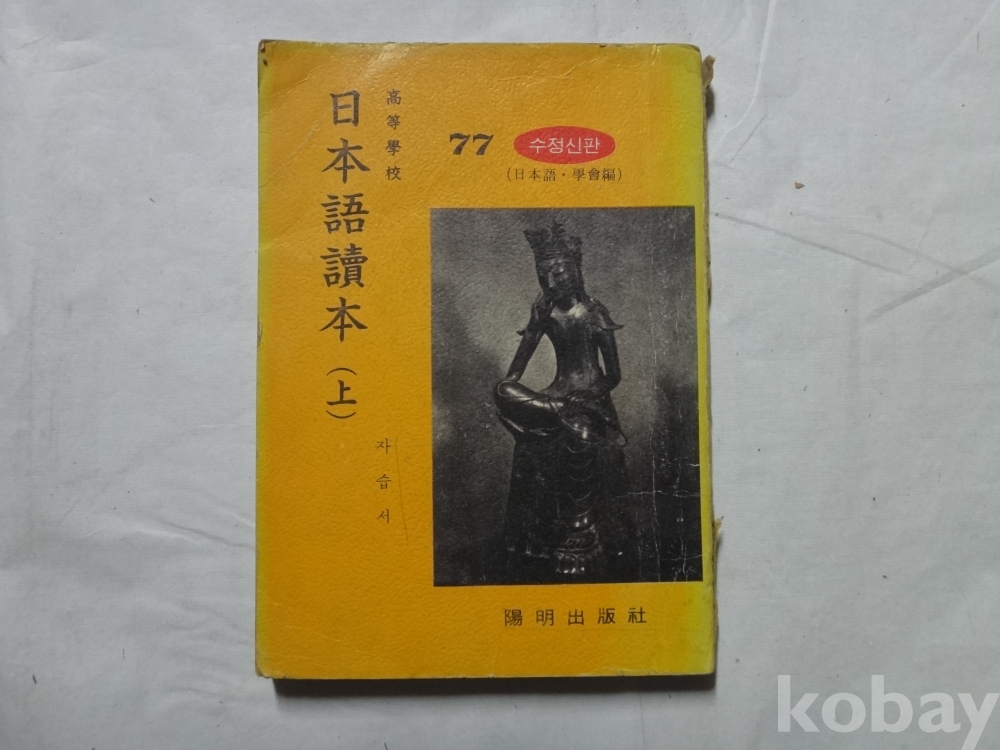 高等學校
日本語讀本(上)
자습서
77
수정신판
(日本語・學會編)
陽明出版社
kobay